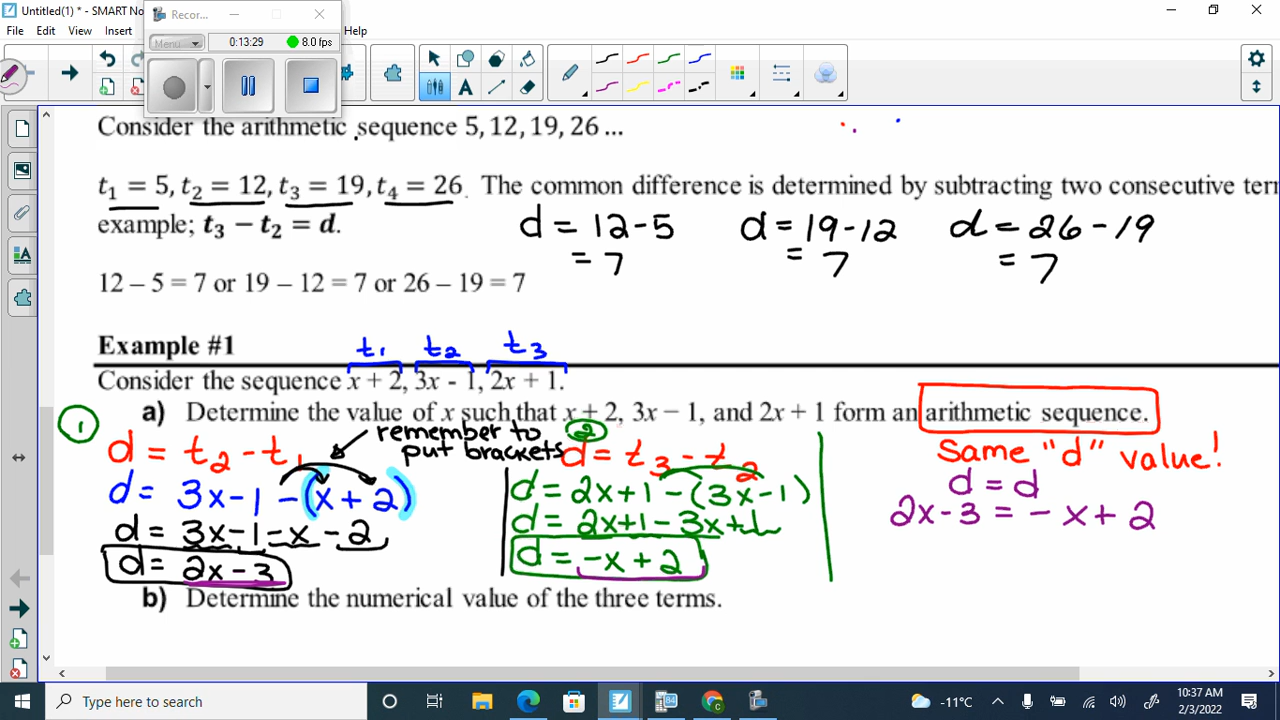 Untitled(1) * - SMART No
Recor...
File Edit View Insert
Help
Menu
0:13:29
8.0 fps
Consider the arithmetic sequence 5, 12, 19, 26 ...
t₁ = 5, t₂ = 12, t₃ = 19, t₄ = 26. The common difference is determined by subtracting two consecutive ter
example; t₃ − t₂ = d.
d = 12 - 5
= 7
d = 19 - 12
= 7
d = 26 - 19
= 7
12 – 5 = 7 or 19 – 12 = 7 or 26 – 19 = 7
Example #1
t₁ t₂ t₃
Consider the sequence x + 2, 3x - 1, 2x + 1.
a) Determine the value of x such that x + 2, 3x − 1, and 2x + 1 form an arithmetic sequence.
1
d = t₂ - t₁
remember to
put brackets
d = 3x - 1 - (x + 2)
d = 3x - 1 - x - 2
d = 2x - 3
2
d = t₃ - t₂
d = 2x + 1 - (3x - 1)
d = 2x + 1 - 3x + 1
d = -x + 2
Same "d" value!
d = d
2x - 3 = - x + 2
b) Determine the numerical value of the three terms.
Type here to search
-11°C
10:37 AM
2/3/2022